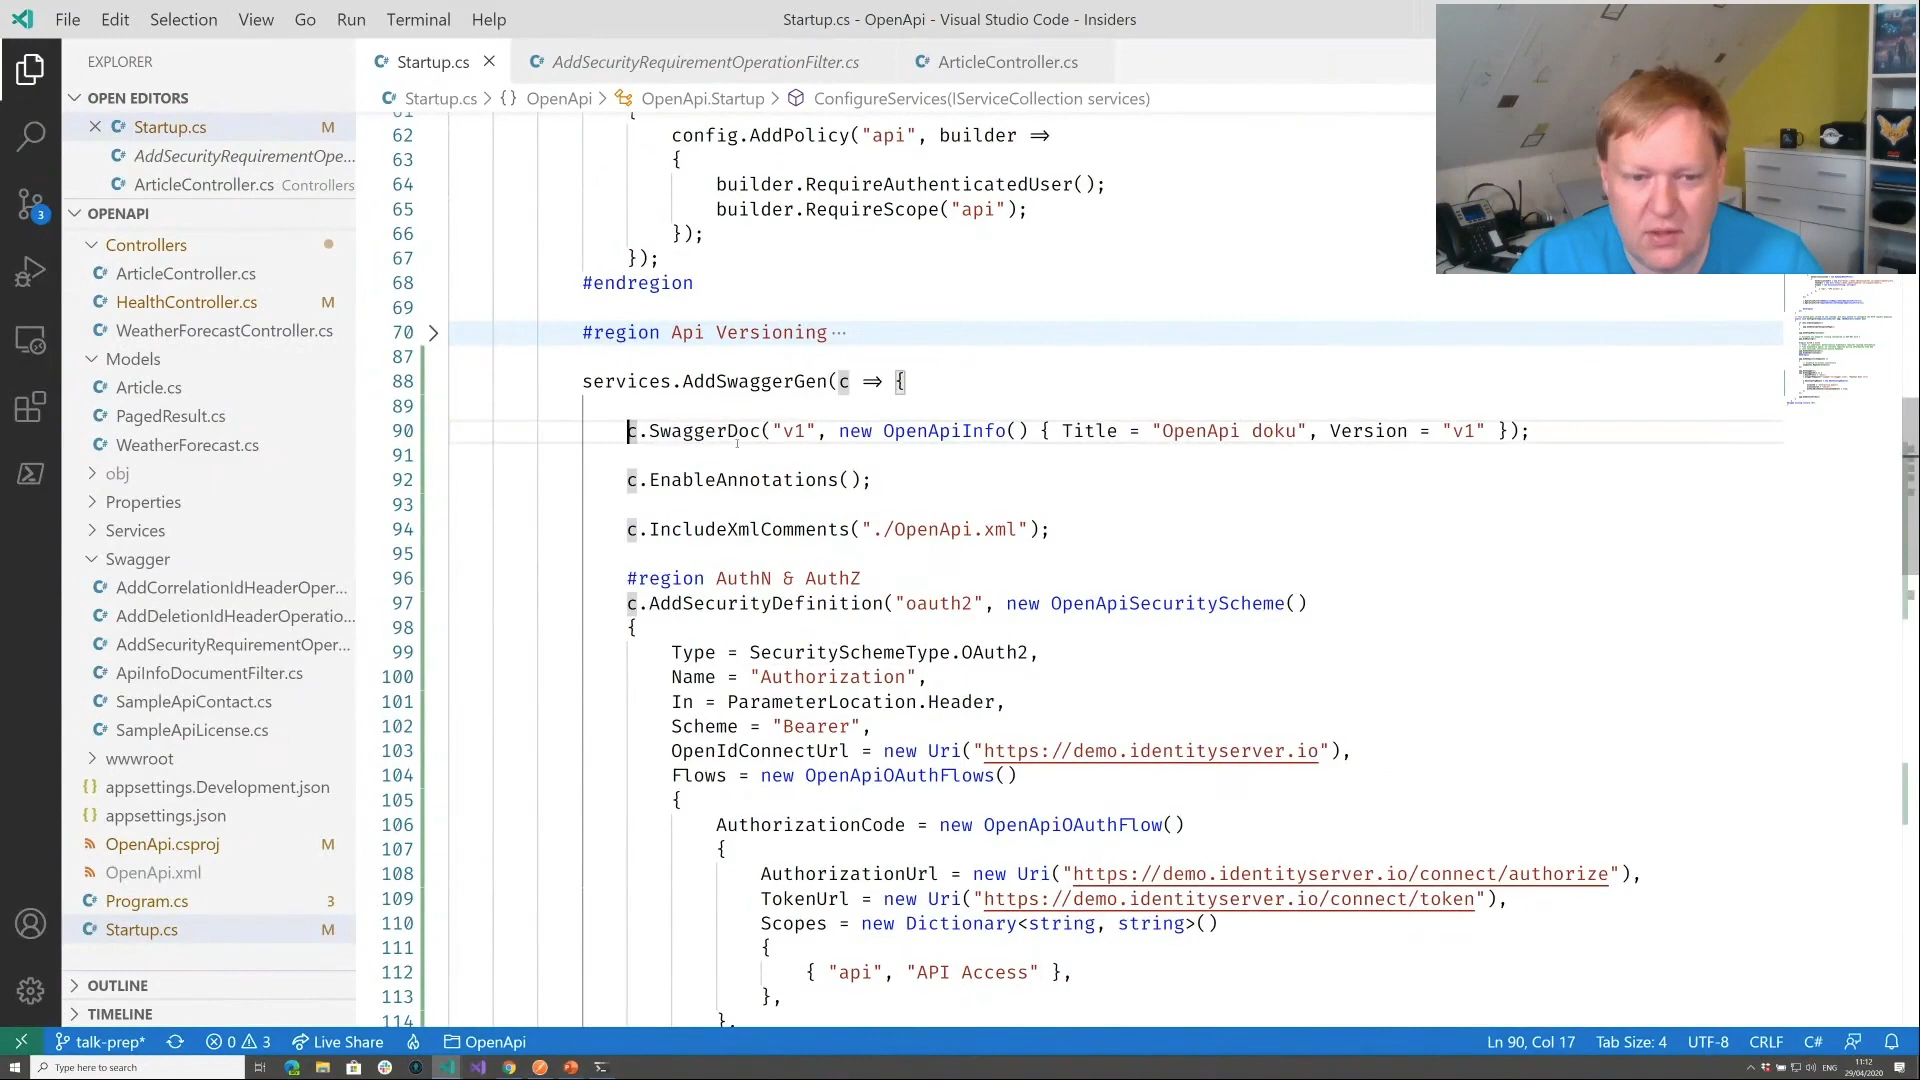 File Edit Selection View Go Run Terminal Help
Startup.cs - OpenApi - Visual Studio Code - Insiders
EXPLORER
OPEN EDITORS
Startup.cs M
AddSecurityRequirementOpe...
ArticleController.cs Controllers
OPENAPI
Controllers
ArticleController.cs
HealthController.cs M
WeatherForecastController.cs
Models
Article.cs
PagedResult.cs
WeatherForecast.cs
obj
Properties
Services
Swagger
AddCorrelationIdHeaderOper...
AddDeletionIdHeaderOperatio...
AddSecurityRequirementOper...
ApiInfoDocumentFilter.cs
SampleApiContact.cs
SampleApiLicense.cs
wwwroot
appsettings.Development.json
appsettings.json
OpenApi.csproj M
OpenApi.xml
Program.cs 3
Startup.cs M
OUTLINE
TIMELINE
Startup.cs
AddSecurityRequirementOperationFilter.cs
ArticleController.cs
Startup.cs > {} OpenApi > OpenApi.Startup > ConfigureServices(IServiceCollection services)
61 {
62 config.AddPolicy("api", builder =>
63 {
64 builder.RequireAuthenticatedUser();
65 builder.RequireScope("api");
66 });
67 });
68 #endregion
69
70 #region Api Versioning ...
87
88 services.AddSwaggerGen(c => {
89
90 c.SwaggerDoc("v1", new OpenApiInfo() { Title = "OpenApi doku", Version = "v1" });
91
92 c.EnableAnnotations();
93
94 c.IncludeXmlComments("./OpenApi.xml");
95
96 #region AuthN & AuthZ
97 c.AddSecurityDefinition("oauth2", new OpenApiSecurityScheme()
98 {
99 Type = SecuritySchemeType.OAuth2,
100 Name = "Authorization",
101 In = ParameterLocation.Header,
102 Scheme = "Bearer",
103 OpenIdConnectUrl = new Uri("https://demo.identityserver.io"),
104 Flows = new OpenApiOAuthFlows()
105 {
106 AuthorizationCode = new OpenApiOAuthFlow()
107 {
108 AuthorizationUrl = new Uri("https://demo.identityserver.io/connect/authorize"),
109 TokenUrl = new Uri("https://demo.identityserver.io/connect/token"),
110 Scopes = new Dictionary<string, string>()
111 {
112 { "api", "API Access" },
113 },
114 },
3
talk-prep* 0 3 Live Share OpenApi
Ln 90, Col 17 Tab Size: 4 UTF-8 CRLF C#
Type here to search
ENG
11:12
29/04/2020